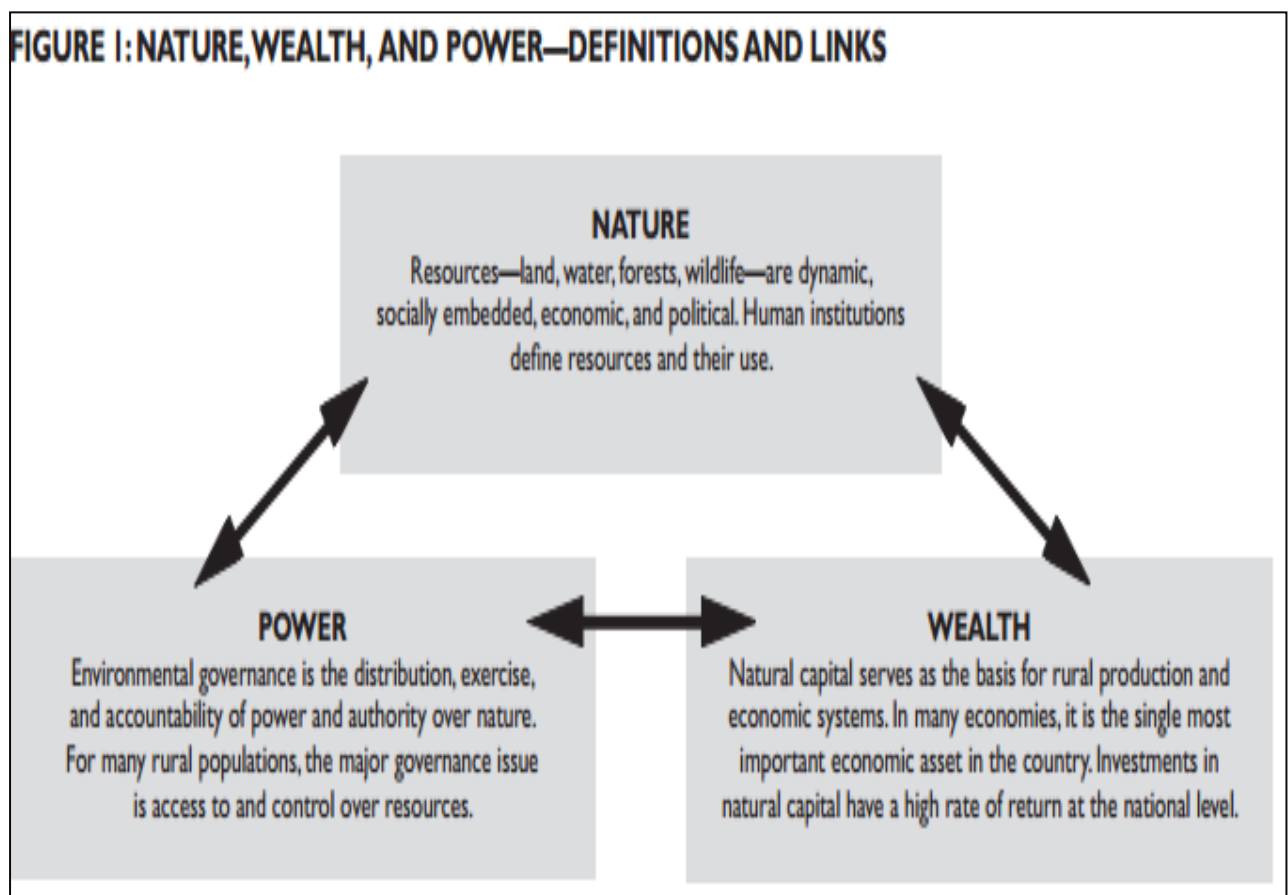 FIGURE 1: NATURE, WEALTH, AND POWER—DEFINITIONS AND LINKS
NATURE
Resources—land, water, forests, wildlife—are dynamic,
socially embedded, economic, and political. Human institutions
define resources and their use.
POWER
Environmental governance is the distribution, exercise,
and accountability of power and authority over nature.
For many rural populations, the major governance issue
is access to and control over resources.
WEALTH
Natural capital serves as the basis for rural production and
economic systems. In many economies, it is the single most
important economic asset in the country. Investments in
natural capital have a high rate of return at the national level.